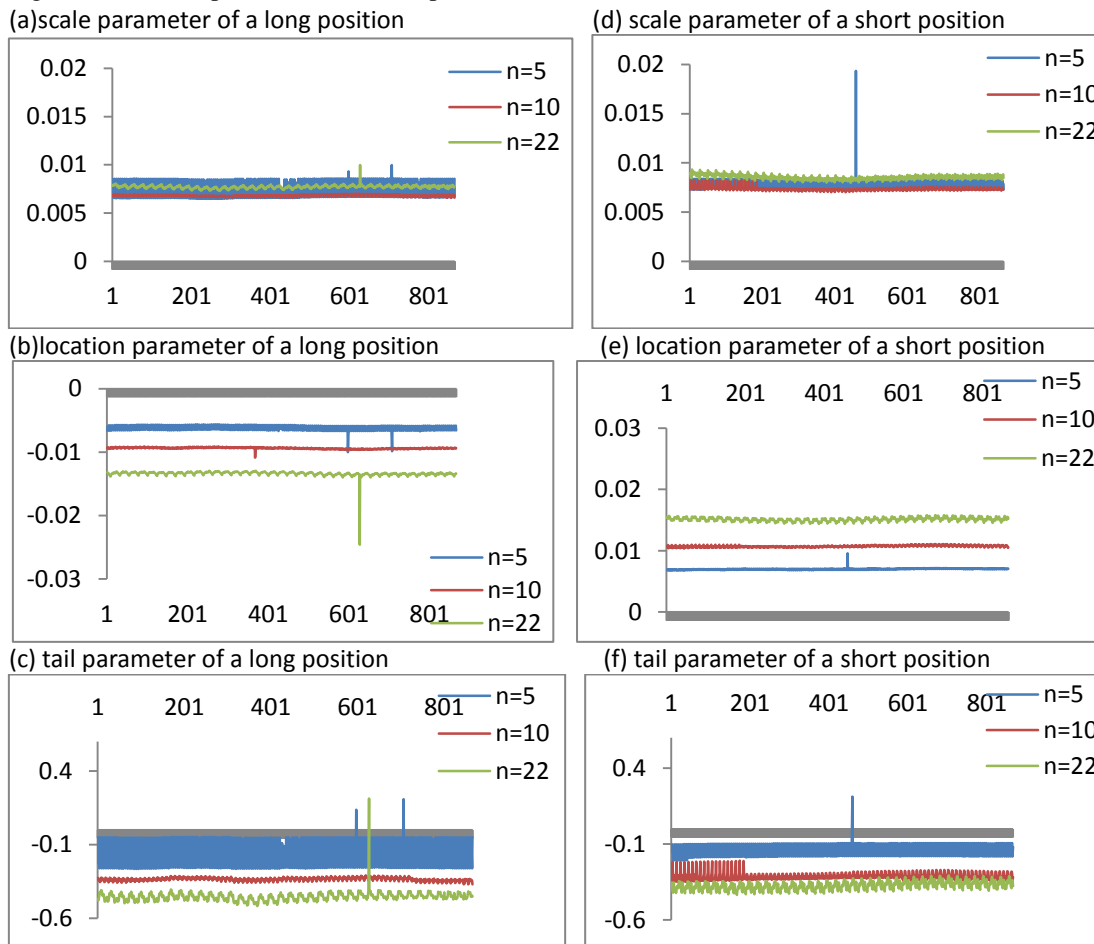 (a)scale parameter of a long position
0.02
0.015
0.01
0.005
0
1 201 401 601 801
n=5
n=10
n=22
(d) scale parameter of a short position
0.02
0.015
0.01
0.005
0
1 201 401 601 801
n=5
n=10
n=22
(b)location parameter of a long position
0
-0.01
-0.02
-0.03
1 201 401 601 801
n=5
n=10
n=22
(e) location parameter of a short position
1 201 401 601 801
0.03
0.02
0.01
0
n=5
n=10
n=22
(c) tail parameter of a long position
1 201 401 601 801
0.4
-0.1
-0.6
n=5
n=10
n=22
(f) tail parameter of a short position
1 201 401 601 801
0.4
-0.1
-0.6
n=5
n=10
n=22